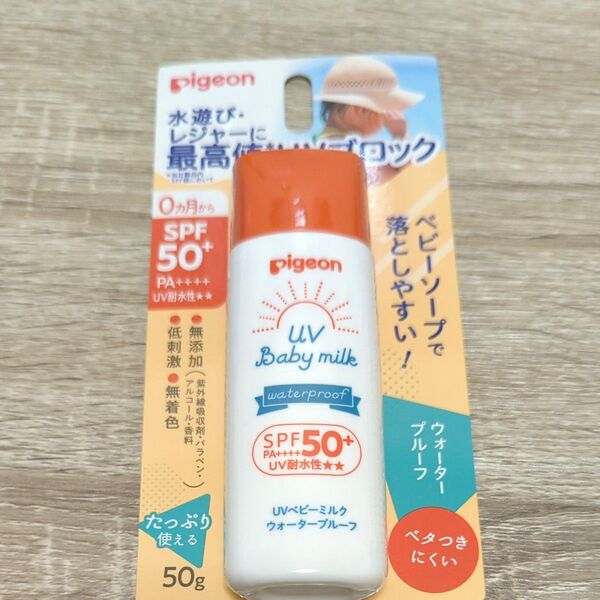 Pigeon
水遊び・
レジャーに
最高値 UVブロック
0ヵ月から
SPF
50+
PA++++
UV耐水性★★
●無添加(紫外線吸収剤・パラベン・
アルコール・香料)
●低刺激 ●無着色
たっぷり
使える
50g
Pigeon
UV
Baby milk
waterproof
SPF50+
PA++++
UV耐水性★★
UVベビーミルク
ウォータープルーフ
ベビーソープで
落としやすい!
ウォーター
プルーフ
ベタつき
にくい